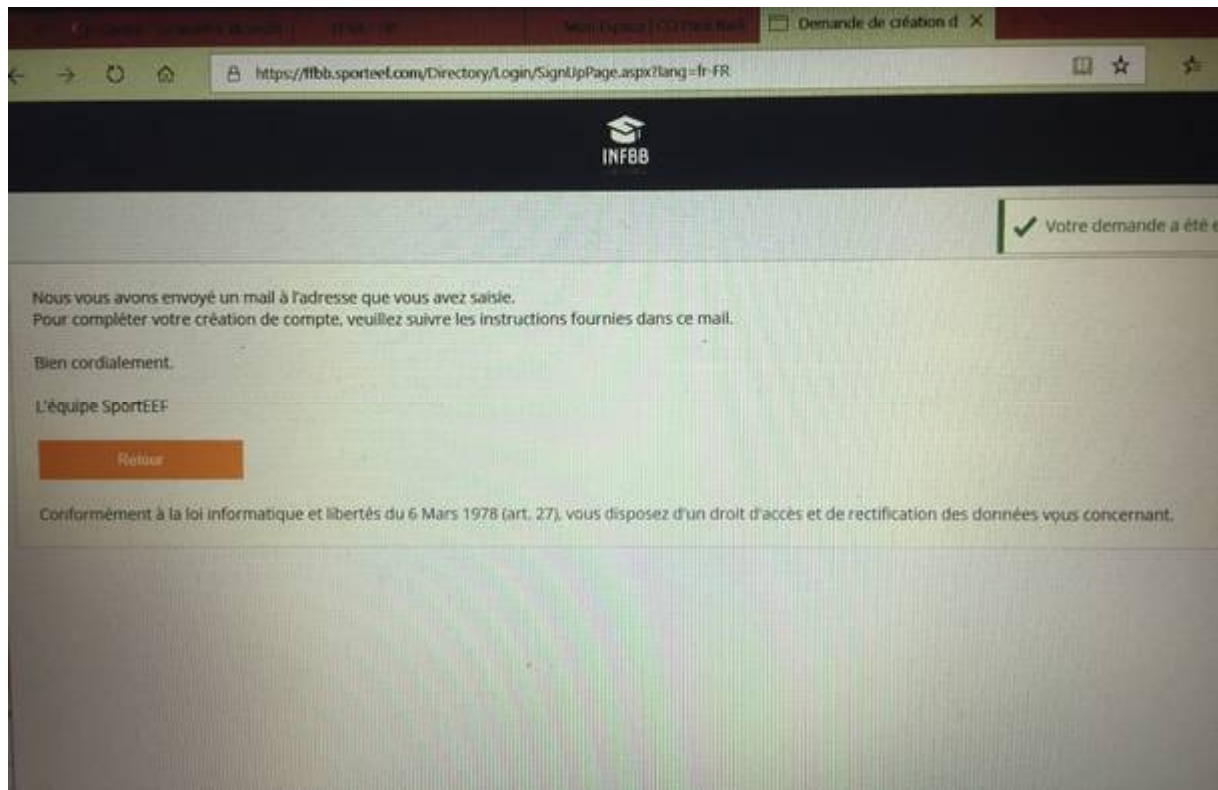 Demande de création d
https://ffbb.sporteef.com/Directory/Login/SignUpPage.aspx?lang=fr-FR
INFBB
Votre demande a été
Nous vous avons envoyé un mail à l'adresse que vous avez saisie.
Pour compléter votre création de compte, veuillez suivre les instructions fournies dans ce mail.
Bien cordialement.
L'équipe SportEEF
Retour
Conformément à la loi informatique et libertés du 6 Mars 1978 (art. 27), vous disposez d'un droit d'accès et de rectification des données vous concernant.